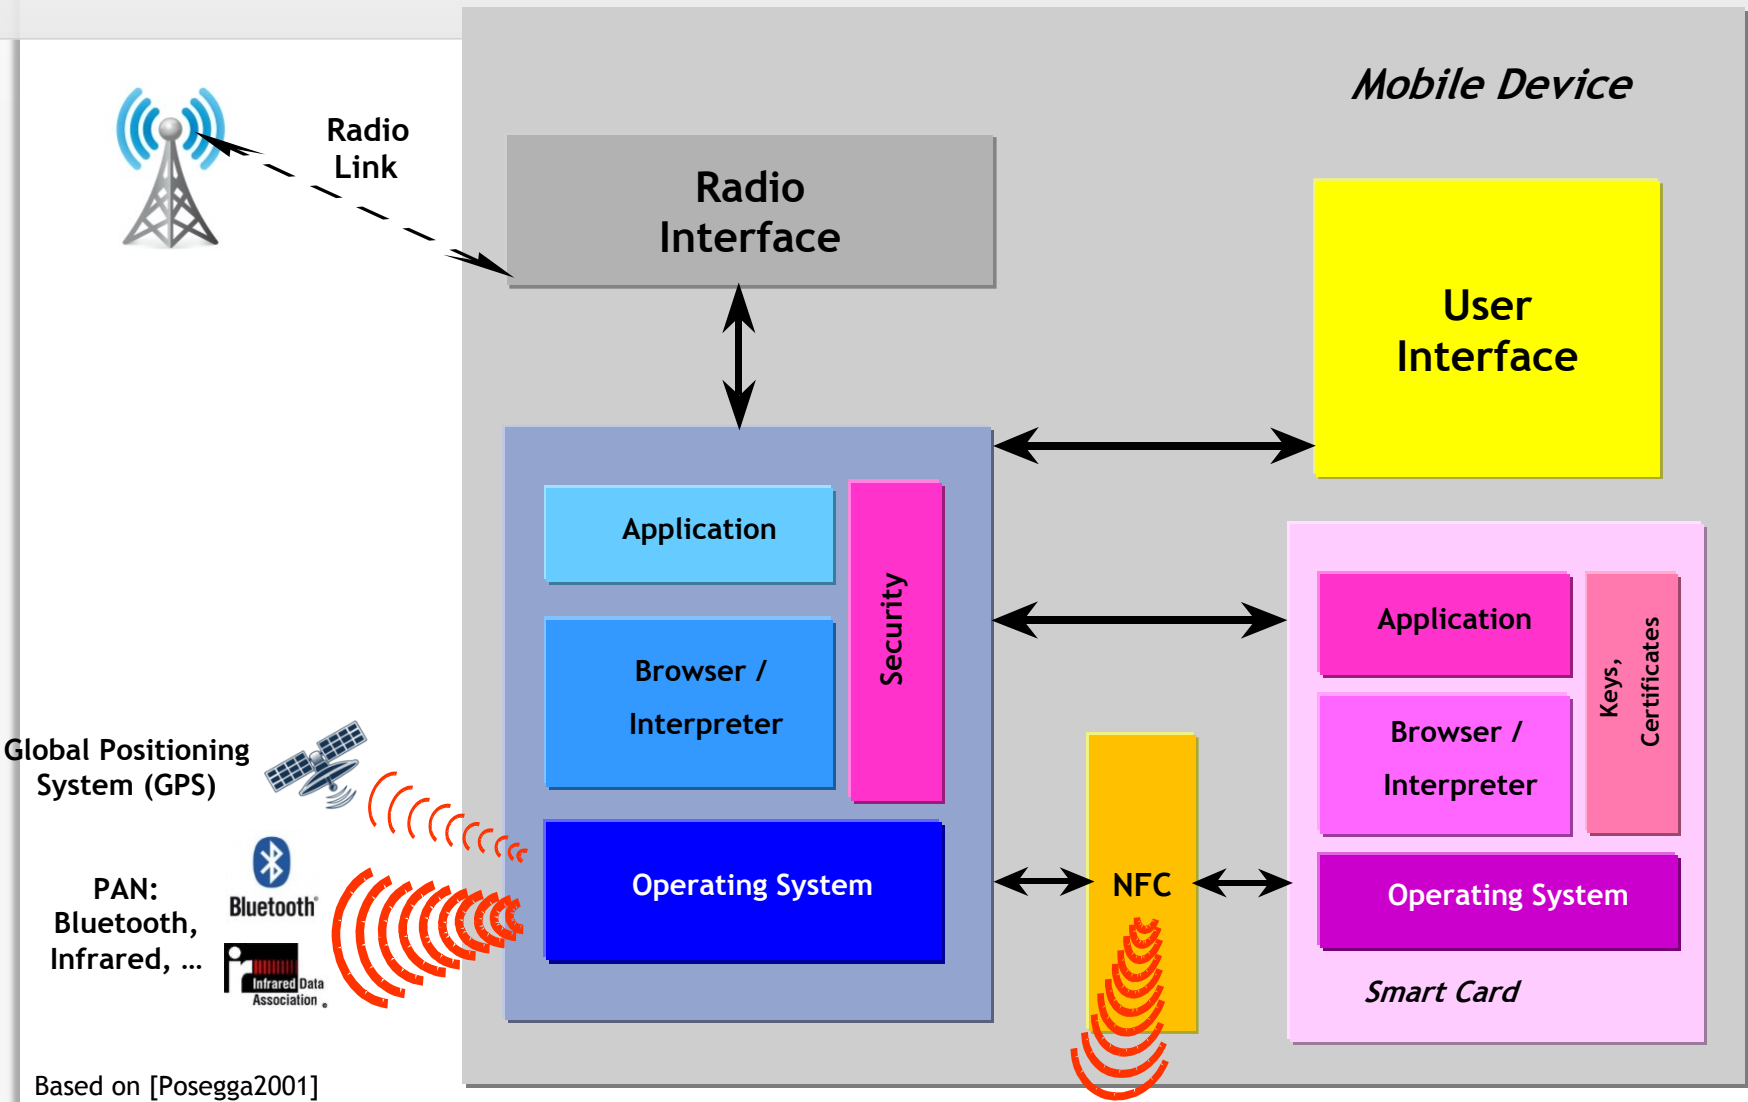 Mobile Device
Radio
Link
Radio
Interface
User
Interface
Application
Security
Browser /
Interpreter
Operating System
Application
Keys,
Certificates
Browser /
Interpreter
Operating System
Smart Card
NFC
Global Positioning
System (GPS)
PAN:
Bluetooth,
Infrared, ...
Bluetooth®
Infrared Data
Association®
Based on [Posegga2001]